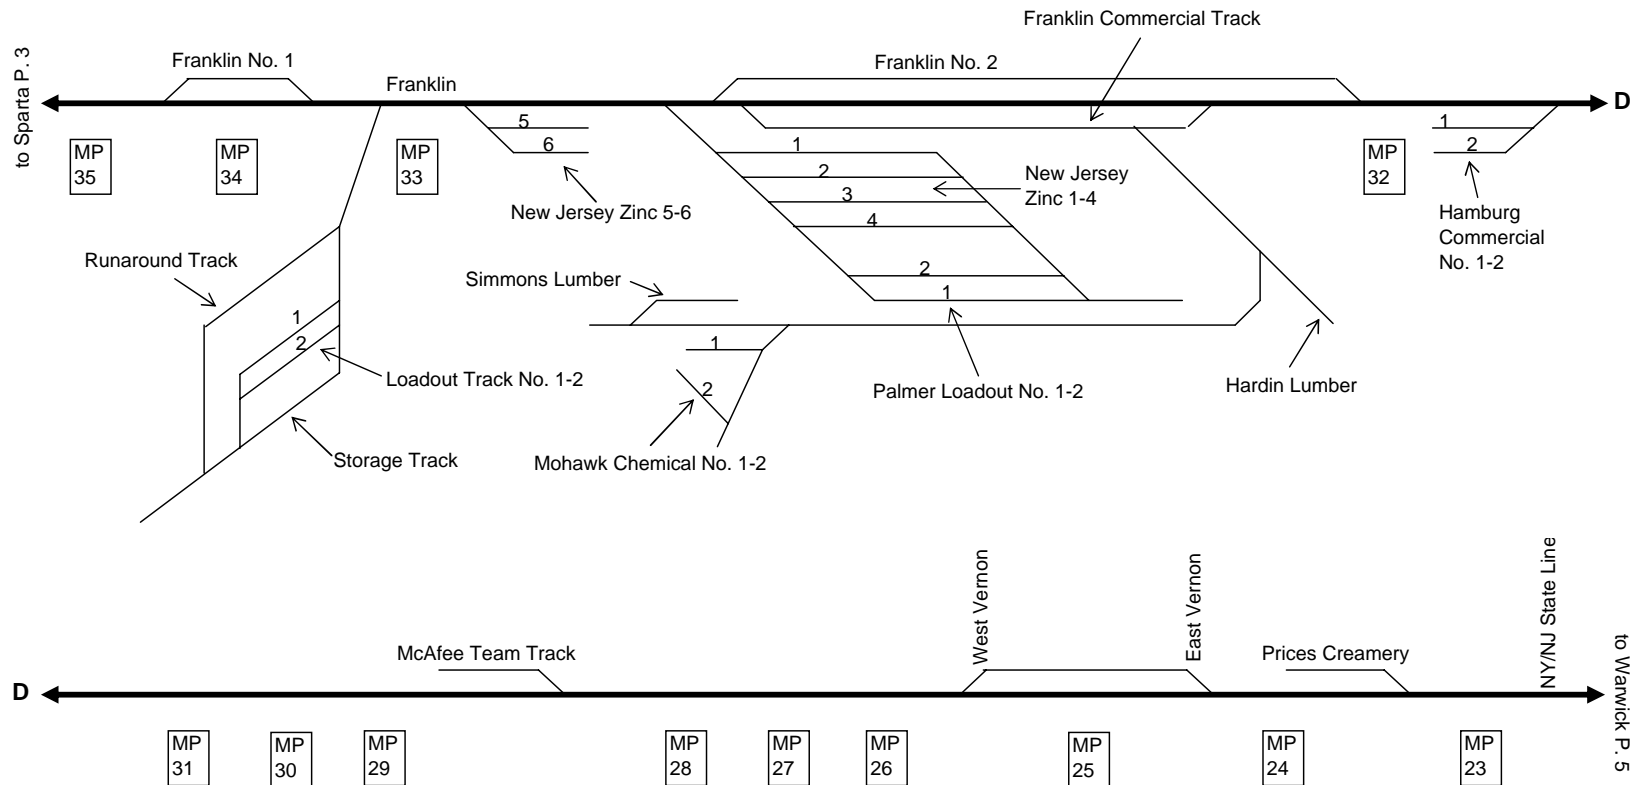 Franklin Commercial Track
to Sparta P. 3
Franklin No. 1
Franklin
Franklin No. 2
D
MP
35
MP
34
MP
33
5
6
New Jersey Zinc 5-6
1
2
3
4
New Jersey
Zinc 1-4
MP
32
1
2
Hamburg
Commercial
No. 1-2
Runaround Track
1
2
Loadout Track No. 1-2
Storage Track
Simmons Lumber
2
1
1
2
Mohawk Chemical No. 1-2
Palmer Loadout No. 1-2
Hardin Lumber
D
McAfee Team Track
West Vernon
East Vernon
Prices Creamery
NY/NJ State Line
to Warwick P. 5
MP
31
MP
30
MP
29
MP
28
MP
27
MP
26
MP
25
MP
24
MP
23